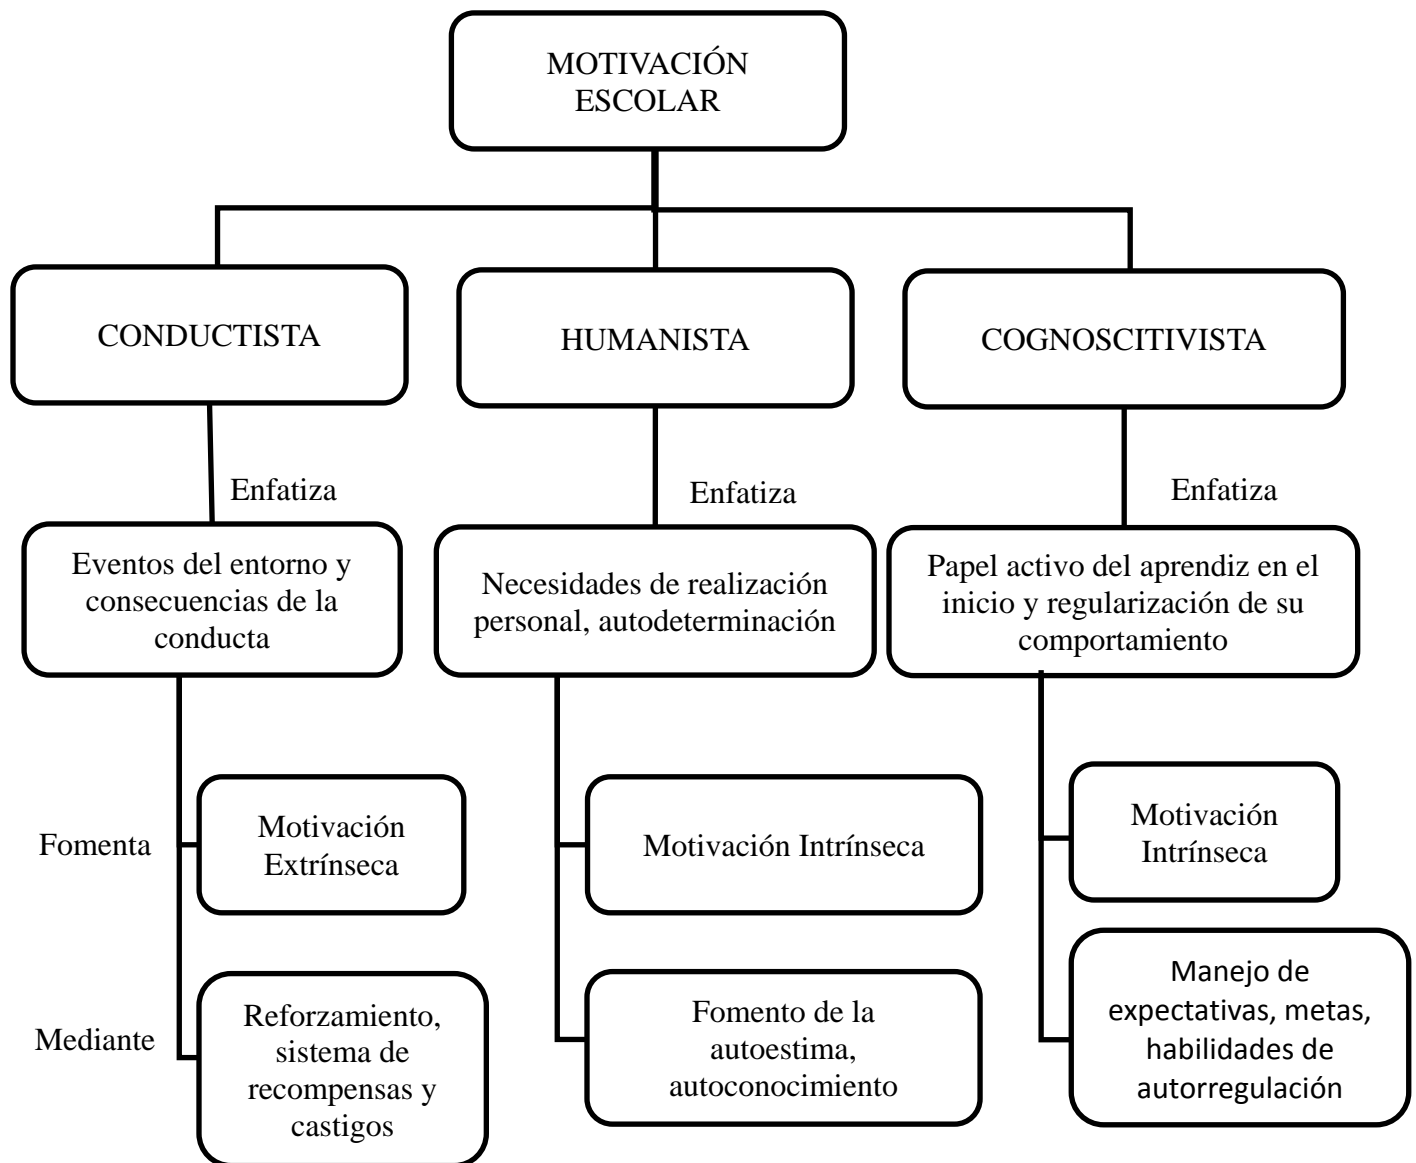 MOTIVACIÓN
ESCOLAR
CONDUCTISTA
HUMANISTA
COGNOSCITIVISTA
Enfatiza
Enfatiza
Enfatiza
Eventos del entorno y
consecuencias de la
conducta
Necesidades de realización
personal, autodeterminación
Papel activo del aprendiz en el
inicio y regularización de su
comportamiento
Fomenta
Motivación
Extrínseca
Motivación Intrínseca
Motivación
Intrínseca
Mediante
Reforzamiento,
sistema de
recompensas y
castigos
Fomento de la
autoestima,
autoconocimiento
Manejo de
expectativas, metas,
habilidades de
autorregulación